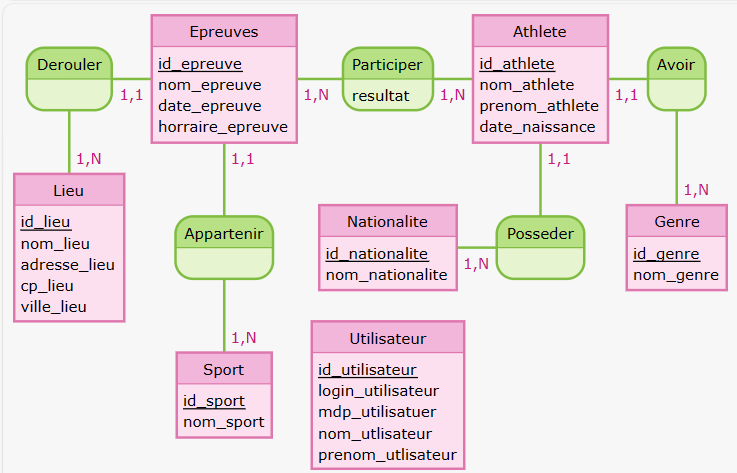 Epreuves
id_epreuve
nom_epreuve
date_epreuve
horraire_epreuve
Athlete
id_athlete
nom_athlete
prenom_athlete
date_naissance
Derouler
Participer
resultat
Avoir
1,1
1,N
1,N
1,1
1,N
1,1
1,1
1,N
Lieu
id_lieu
nom_lieu
adresse_lieu
cp_lieu
ville_lieu
Appartenir
Nationalite
id_nationalite
nom_nationalite
1,N
Posseder
Genre
id_genre
nom_genre
1,N
Sport
id_sport
nom_sport
Utilisateur
id_utilisateur
login_utilisateur
mdp_utilisatuer
nom_utlisateur
prenom_utlisateur